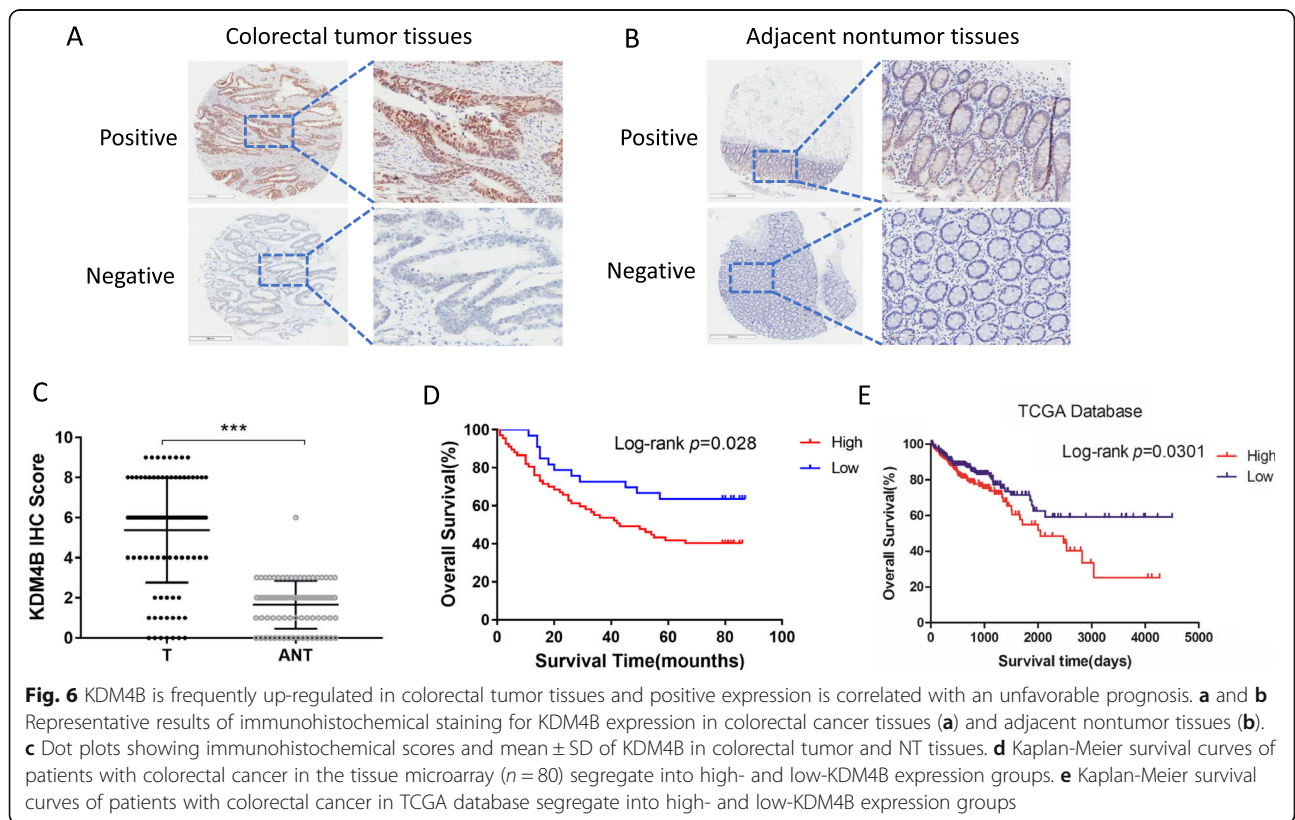 A
Colorectal tumor tissues
B
Adjacent nontumor tissues
Positive
Positive
Negative
Negative
C
KDM4B IHC Score
10
8
6
4
2
0
***
T
ANT
D
Overall Survival(%)
100
80
60
40
20
0
Log-rank p=0.028
High
Low
0
20
40
60
80
100
Survival Time(mounths)
E
TCGA Database
Overall Survival(%)
100
80
60
40
20
0
Log-rank p=0.0301
High
Low
0
1000
2000
3000
4000
5000
Survival time(days)
Fig. 6 KDM4B is frequently up-regulated in colorectal tumor tissues and positive expression is correlated with an unfavorable prognosis. a and b
Representative results of immunohistochemical staining for KDM4B expression in colorectal cancer tissues (a) and adjacent nontumor tissues (b).
c Dot plots showing immunohistochemical scores and mean ± SD of KDM4B in colorectal tumor and NT tissues. d Kaplan-Meier survival curves of
patients with colorectal cancer in the tissue microarray (n = 80) segregate into high- and low-KDM4B expression groups. e Kaplan-Meier survival
curves of patients with colorectal cancer in TCGA database segregate into high- and low-KDM4B expression groups